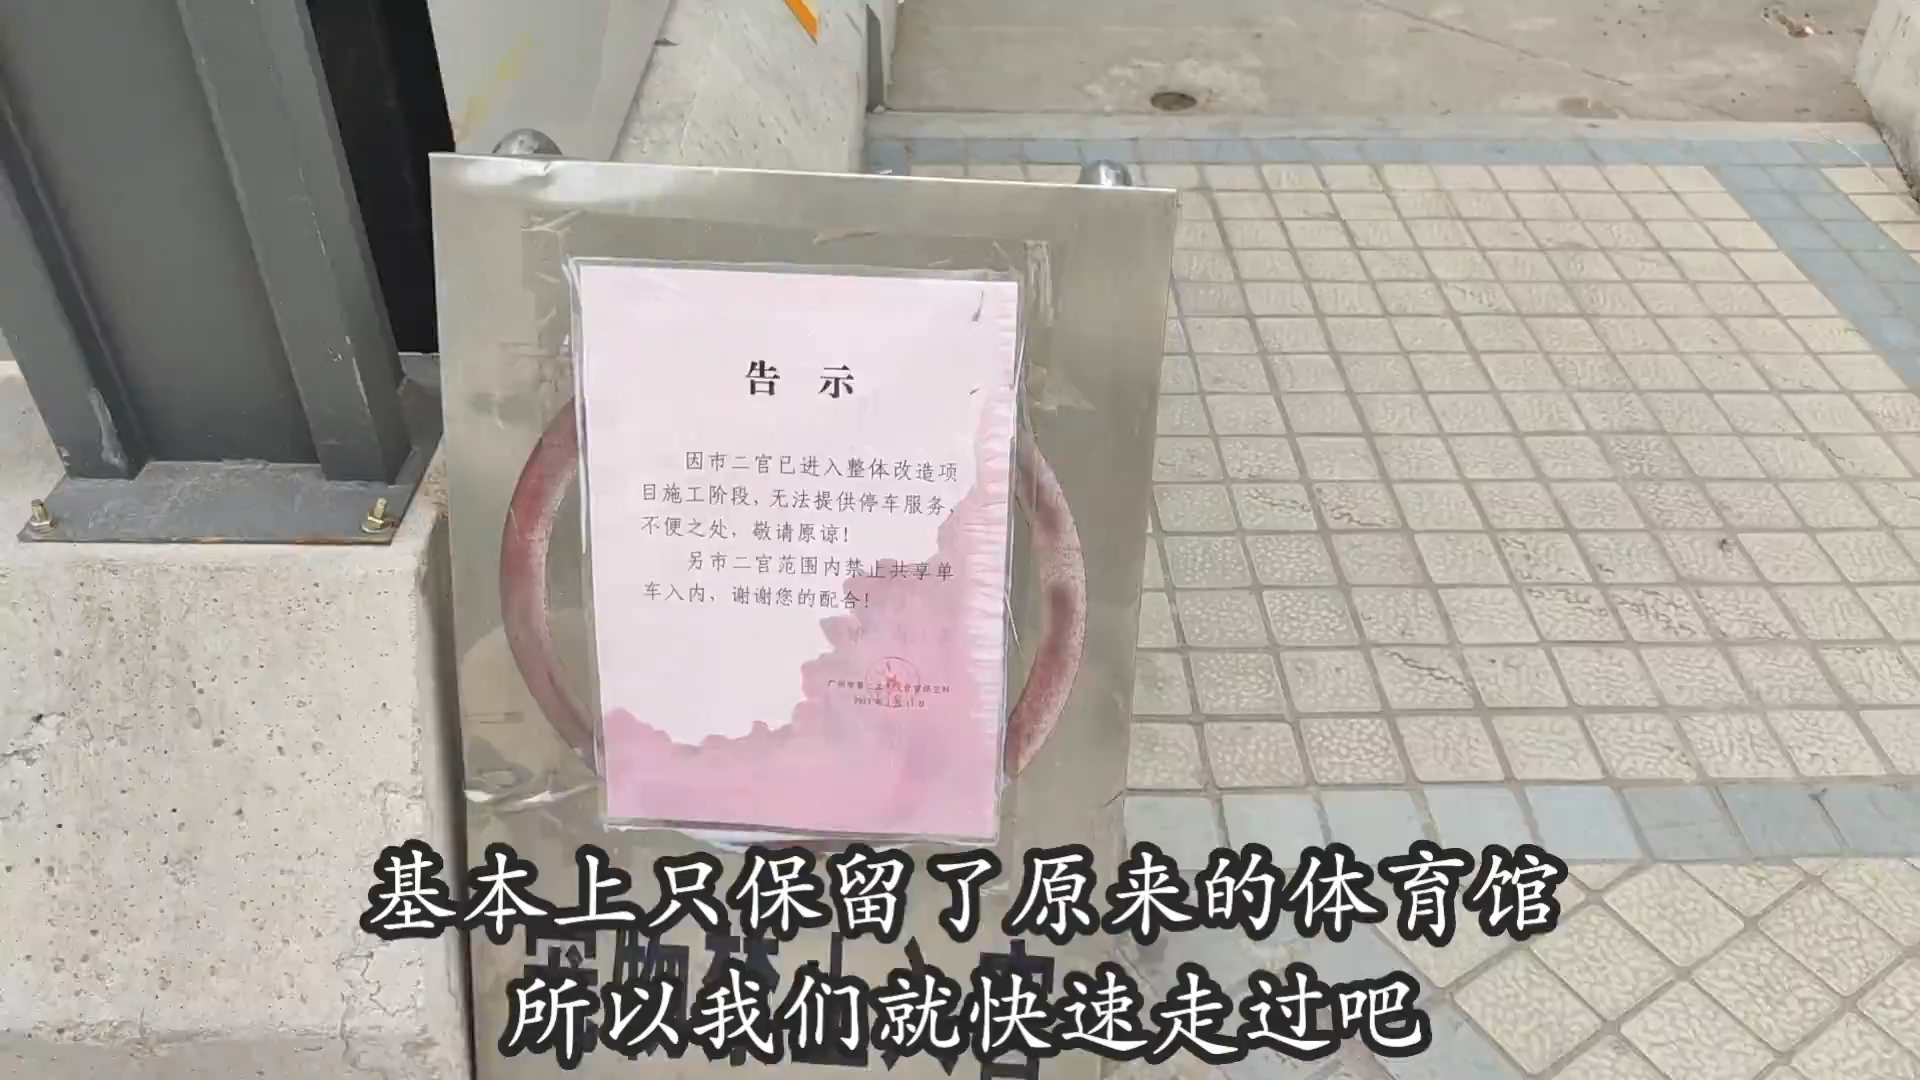 告示
因市二宫已进入整体改造项
目施工阶段，无法提供停车服务，
不便之处，敬请原谅！
另市二宫范围内禁止共享单
车入内，谢谢您的配合！
基本上只保留了原来的体育馆
所以我们就快速走过吧